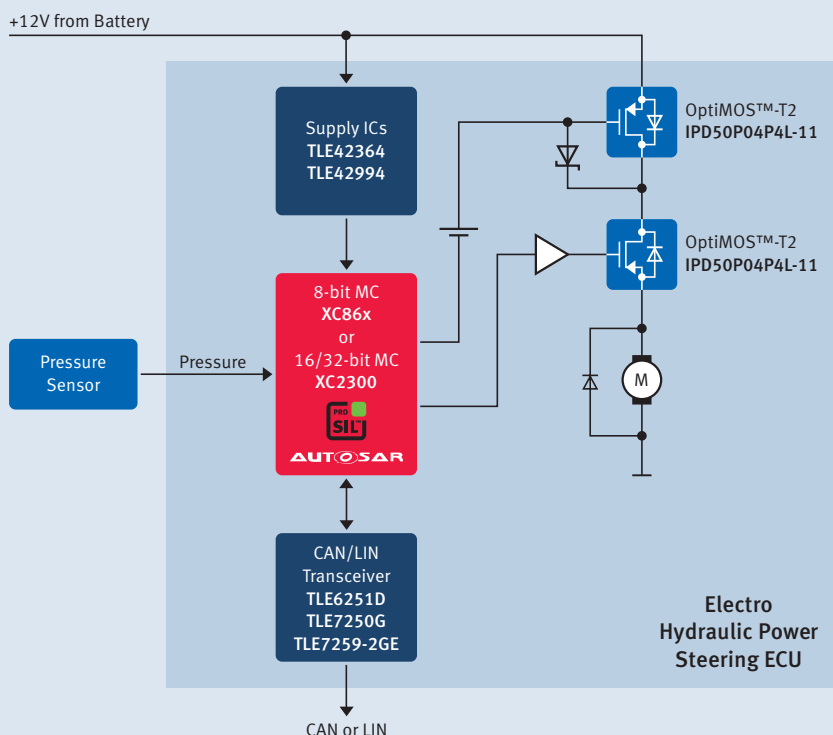 +12V from Battery
Supply ICs
TLE42364
TLE42994
OptiMOS™-T2
IPD50P04P4L-11
OptiMOS™-T2
IPD50P04P4L-11
8-bit MC
XC86x
or
16/32-bit MC
XC2300
PRO
SIL™
AUTOSAR
Pressure
Sensor
Pressure
M
CAN/LIN
Transceiver
TLE6251D
TLE7250G
TLE7259-2GE
Electro
Hydraulic Power
Steering ECU
CAN or LIN